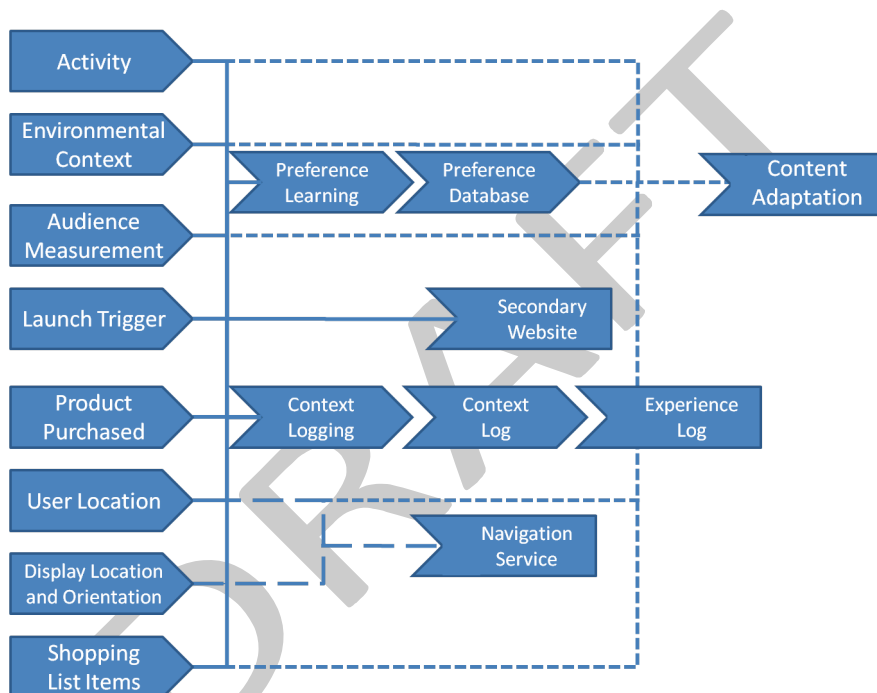 Activity
Environmental
Context
Preference
Learning
Preference
Database
Content
Adaptation
Audience
Measurement
Launch Trigger
Secondary
Website
Product
Purchased
Context
Logging
Context
Log
Experience
Log
User Location
Navigation
Service
Display Location
and Orientation
Shopping
List Items
DRAFT